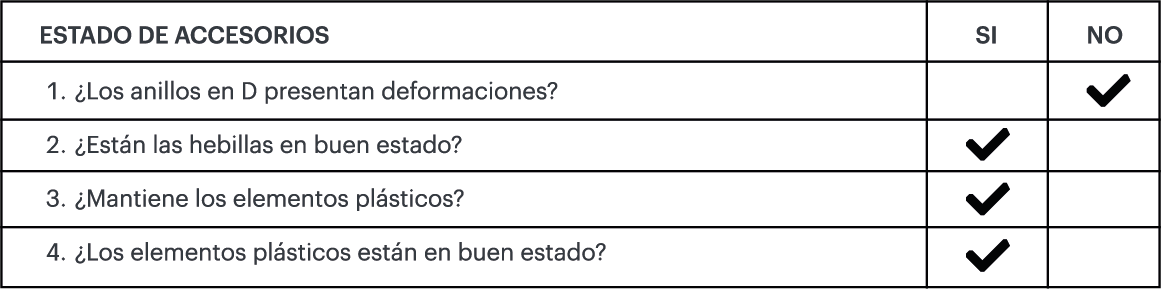 ESTADO DE ACCESORIOS SI NO
1. ¿Los anillos en D presentan deformaciones?
2. ¿Están las hebillas en buen estado?
3. ¿Mantiene los elementos plásticos?
4. ¿Los elementos plásticos están en buen estado?